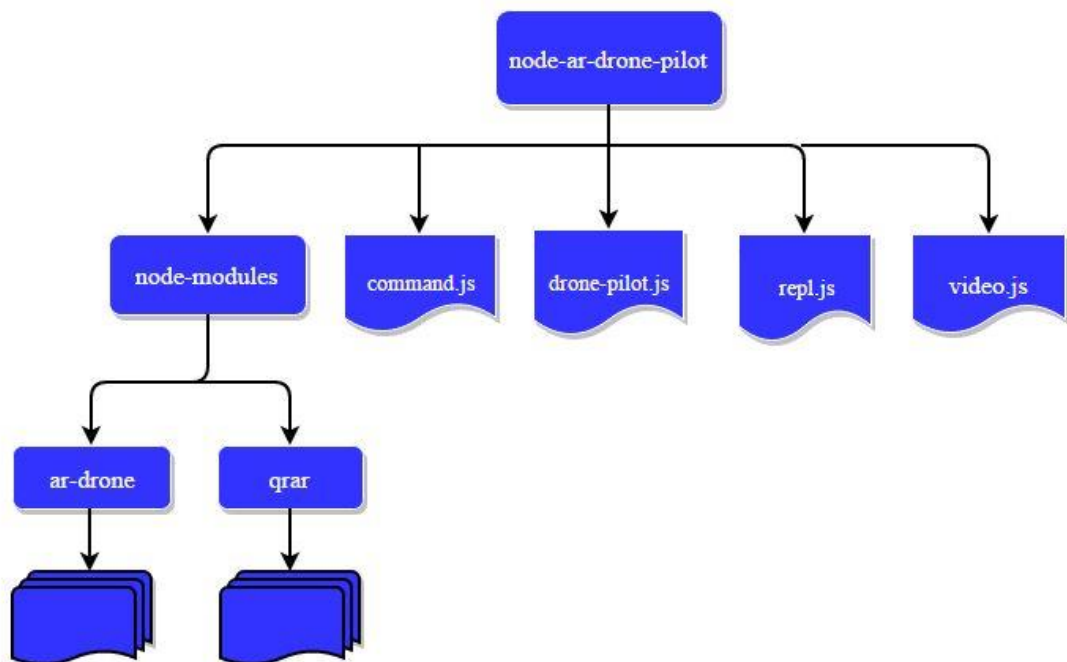 node-ar-drone-pilot
node-modules
command.js
drone-pilot.js
repl.js
video.js
ar-drone
qrar